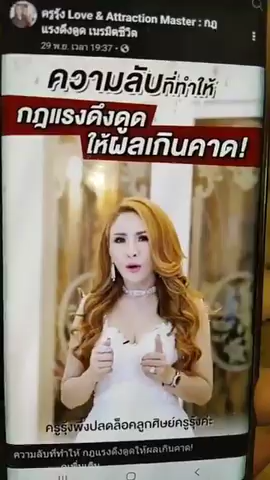 ครูรุ้ง Love & Attraction Master : กฎ
แรงดึงดูด เนรมิตชีวิต
29 พ.ย. เวลา 19:37 •
ความลับที่ทำให้
กฎแรงดึงดูด
ให้ผลเกินคาด!
ครูรุ้งพึ่งปลดล็อคลูกศิษย์ครูรุ้งค่ะ
ความลับที่ทำให้ กฎแรงดึงดูดให้ผลเกินคาด!